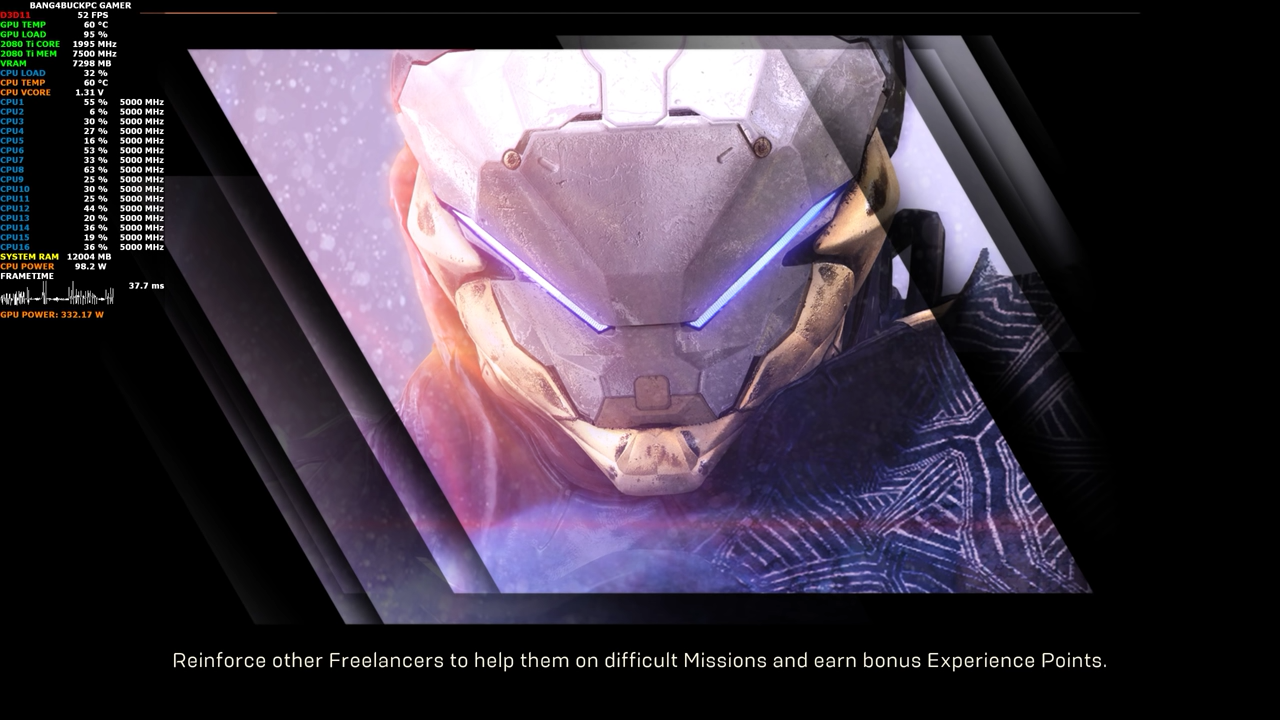 BANG4BUCKPC GAMER
D3D11 52 FPS
GPU TEMP 60 °C
GPU LOAD 95 %
2080 Ti CORE 1995 MHz
2080 Ti MEM 7500 MHz
VRAM 7298 MB
CPU LOAD 32 %
CPU TEMP 60 °C
CPU VCORE 1.31 V
CPU1 55 % 5000 MHz
CPU2 6 % 5000 MHz
CPU3 30 % 5000 MHz
CPU4 27 % 5000 MHz
CPU5 16 % 5000 MHz
CPU6 53 % 5000 MHz
CPU7 33 % 5000 MHz
CPU8 63 % 5000 MHz
CPU9 25 % 5000 MHz
CPU10 30 % 5000 MHz
CPU11 25 % 5000 MHz
CPU12 44 % 5000 MHz
CPU13 20 % 5000 MHz
CPU14 36 % 5000 MHz
CPU15 19 % 5000 MHz
CPU16 36 % 5000 MHz
SYSTEM RAM 12004 MB
CPU POWER 98.2 W
FRAMETIME
37.7 ms
GPU POWER: 332.17 W
Reinforce other Freelancers to help them on difficult Missions and earn bonus Experience Points.